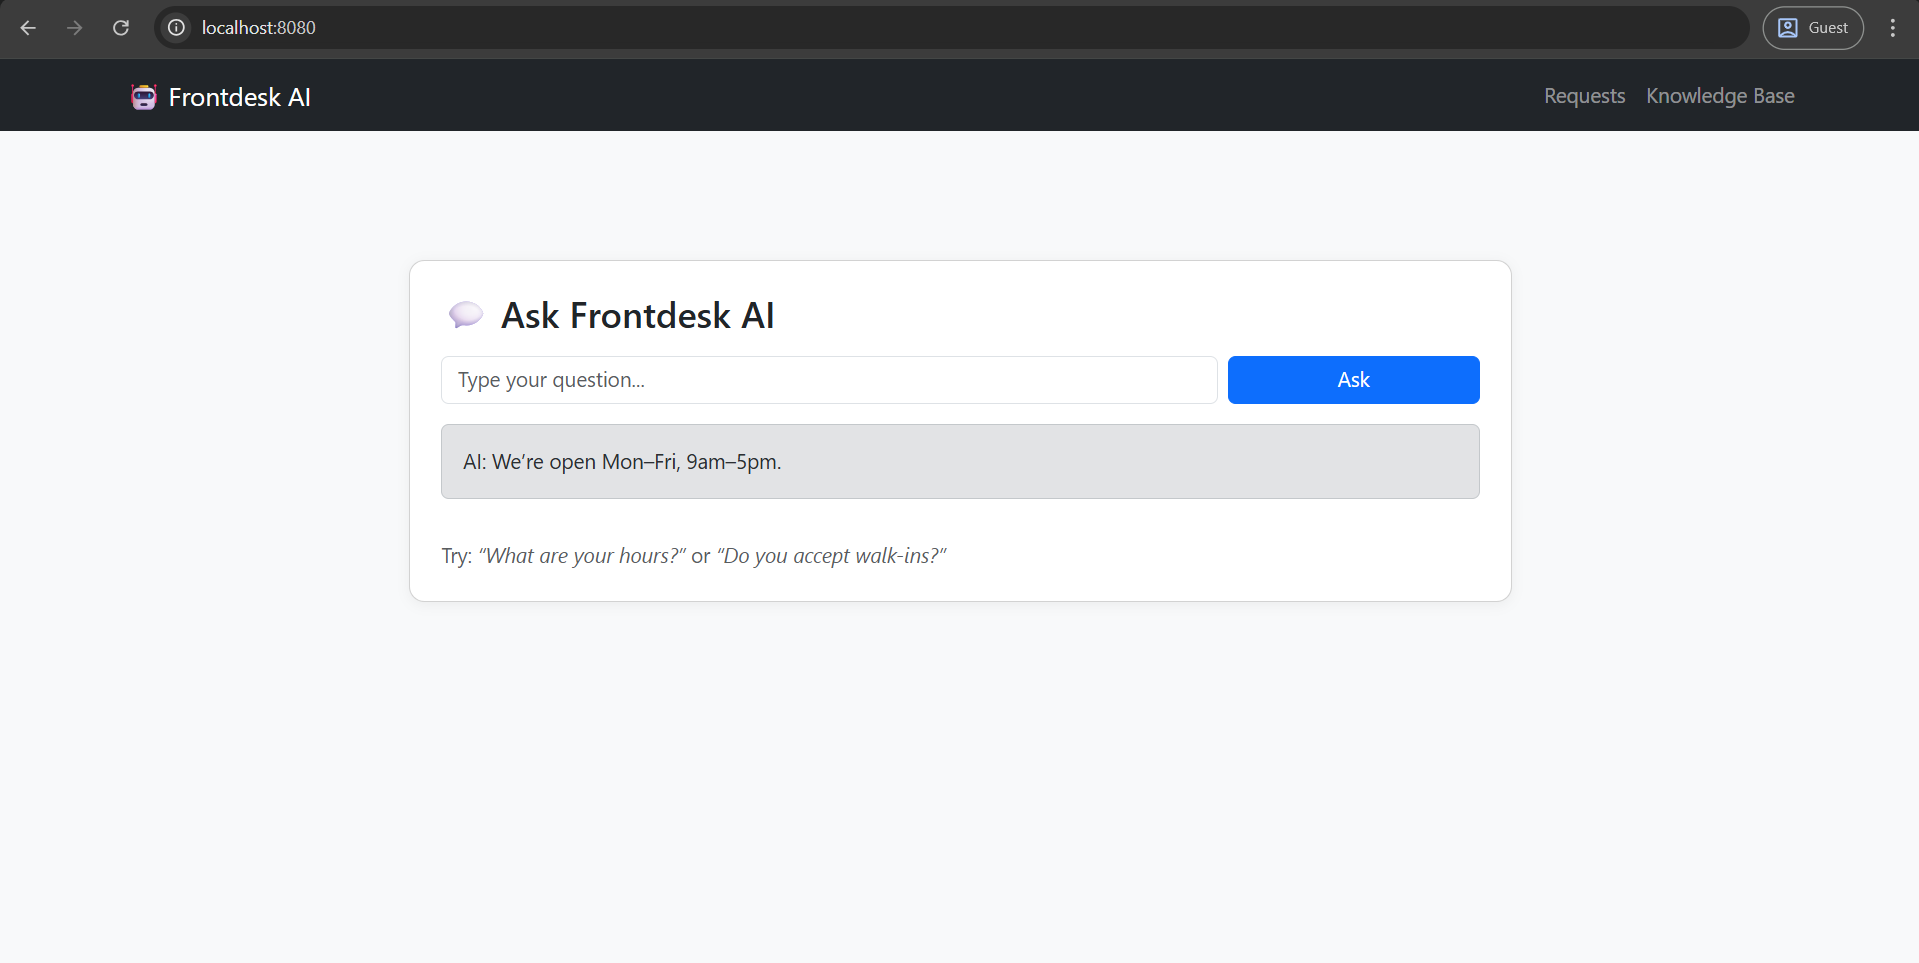 localhost:8080
Guest
Frontdesk AI
Requests
Knowledge Base
Ask Frontdesk AI
Type your question...
Ask
AI: We’re open Mon–Fri, 9am–5pm.
Try: “What are your hours?” or “Do you accept walk-ins?”